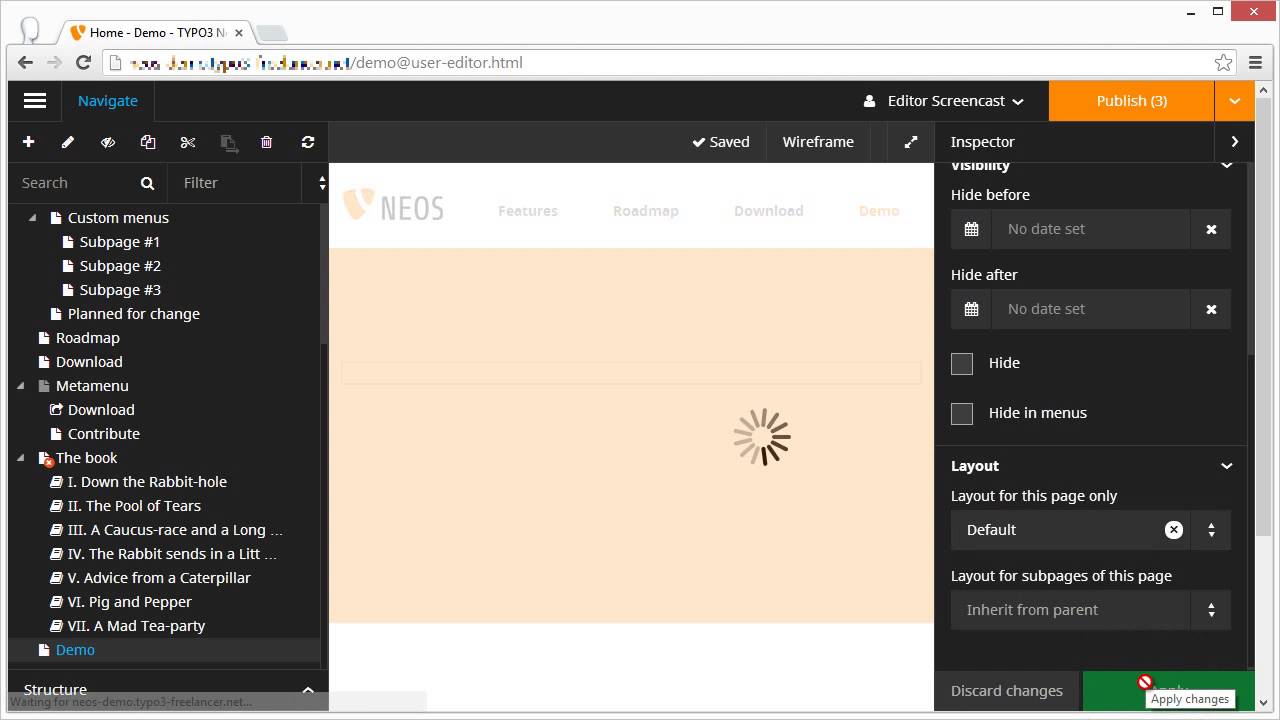 Home - Demo - TYPO3 N
/demo@user-editor.html
Navigate
Editor Screencast
Publish (3)
Saved
Wireframe
Inspector
Search
Filter
Custom menus
Subpage #1
Subpage #2
Subpage #3
Planned for change
Roadmap
Download
Metamenu
Download
Contribute
The book
I. Down the Rabbit-hole
II. The Pool of Tears
III. A Caucus-race and a Long ...
IV. The Rabbit sends in a Litt ...
V. Advice from a Caterpillar
VI. Pig and Pepper
VII. A Mad Tea-party
Demo
Structure
Waiting for neos-demo.typo3-freelancer.net...
NEOS
Features
Roadmap
Download
Demo
Visibility
Hide before
No date set
Hide after
No date set
Hide
Hide in menus
Layout
Layout for this page only
Default
Layout for subpages of this page
Inherit from parent
Discard changes
Apply
Apply changes